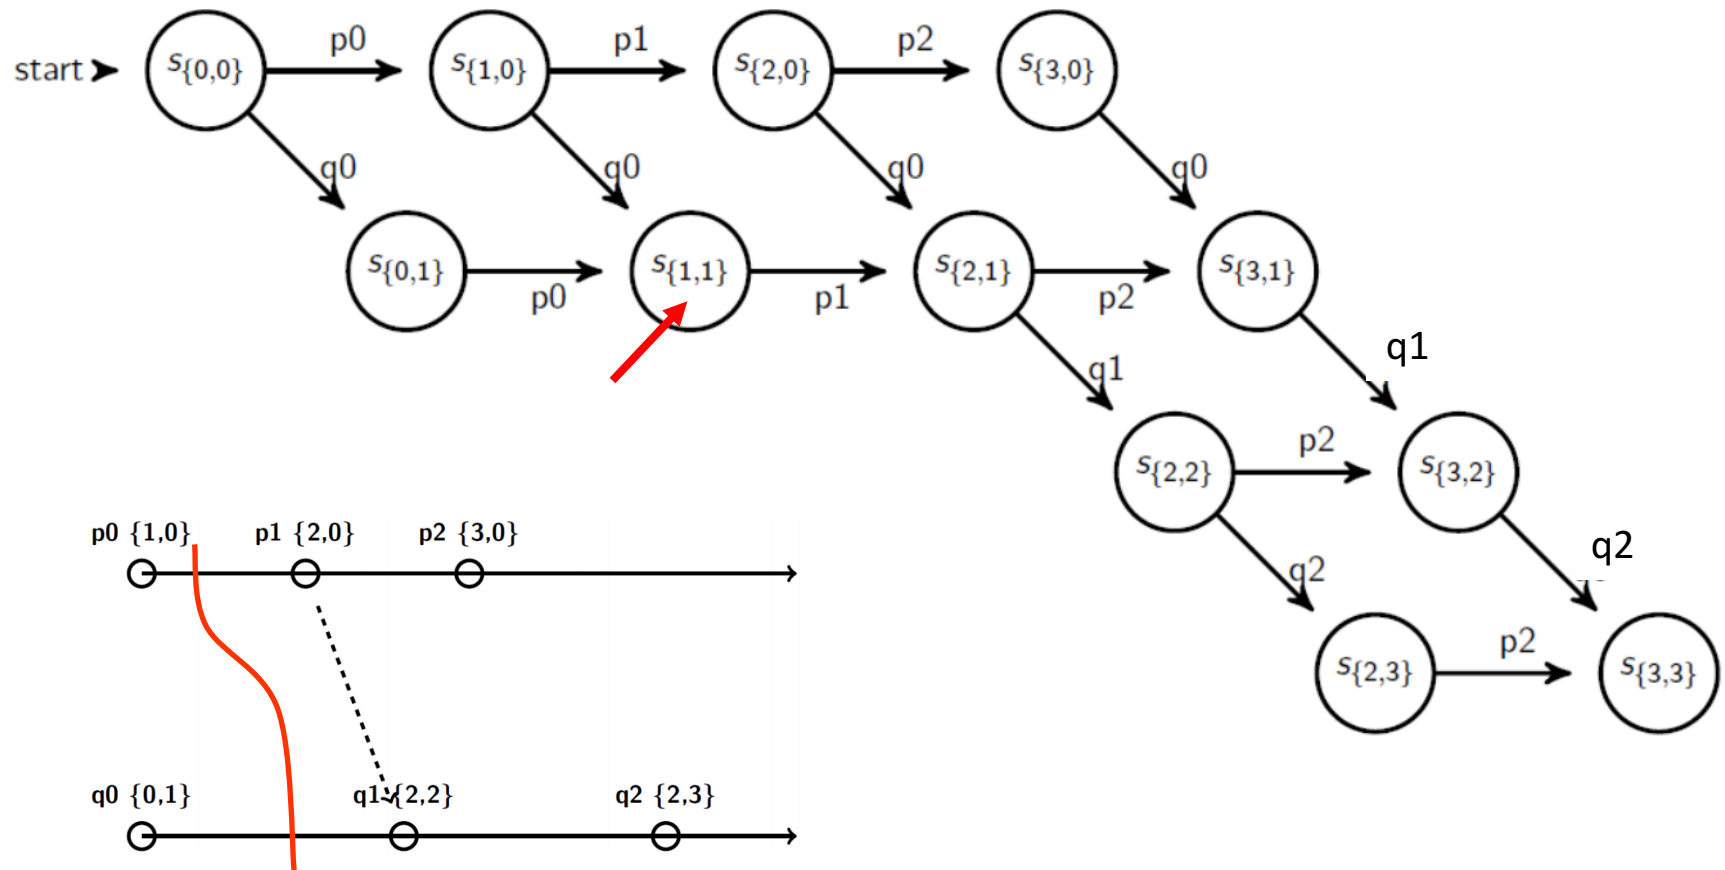 p0 p1 p2
start S{0,0} S{1,0} S{2,0} S{3,0}
q0 q0 q0 q0
S{0,1} S{1,1} S{2,1} S{3,1}
p0 p1 p2
q1 q1
p2
S{2,2} S{3,2}
p0 {1,0} p1 {2,0} p2 {3,0}
q2 q2
p2
S{2,3} S{3,3}
q0 {0,1} q1 {2,2} q2 {2,3}